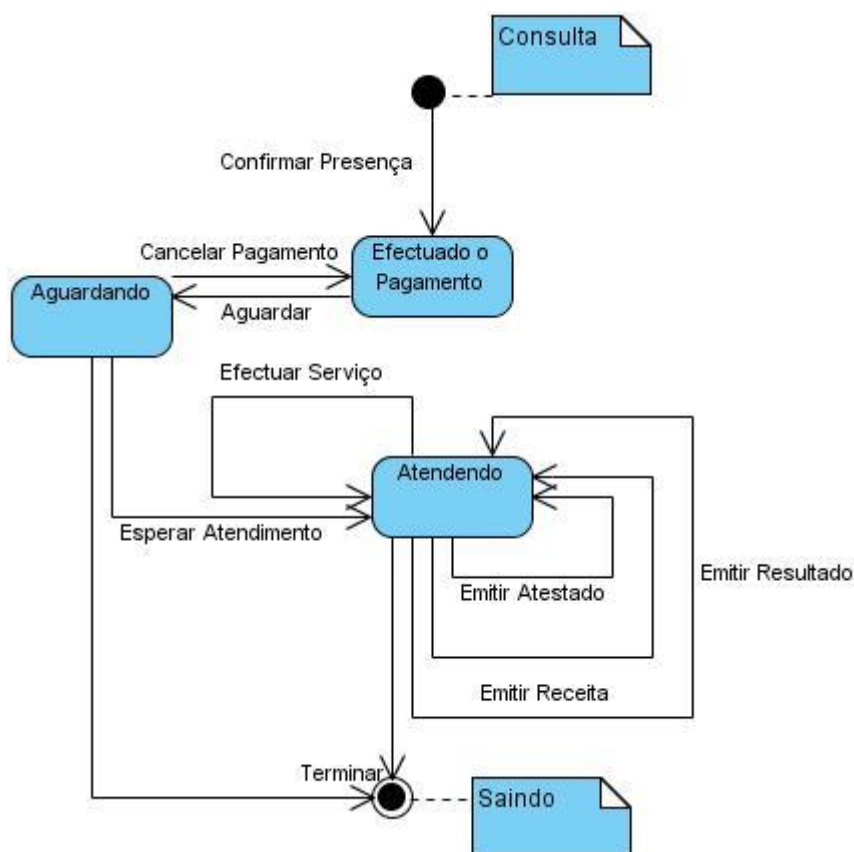 Consulta
Confirmar Presença
Cancelar Pagamento
Efectuado o
Pagamento
Aguardando
Aguardar
Efectuar Serviço
Atendendo
Esperar Atendimento
Emitir Atestado
Emitir Resultado
Emitir Receita
Terminar
Saindo